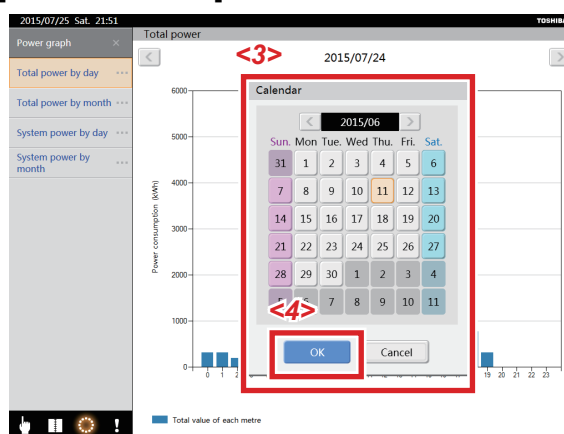 2015/07/25 Sat. 21:51
TOSHIBA
Power graph ×
Total power by day
Total power by month
System power by day
System power by month
Total power
<3>
2015/07/24
Power consumption (kWh)
6000
5000
4000
3000
2000
1000
0
Calendar
2015/06
Sun. Mon Tue. Wed Thu. Fri. Sat.
31 1 2 3 4 5 6
7 8 9 10 11 12 13
14 15 16 17 18 19 20
21 22 23 24 25 26 27
28 29 30 1 2 3 4
7 8 9 10 11
<4>
OK Cancel
0 1 19 20 21 22 23
Total value of each metre